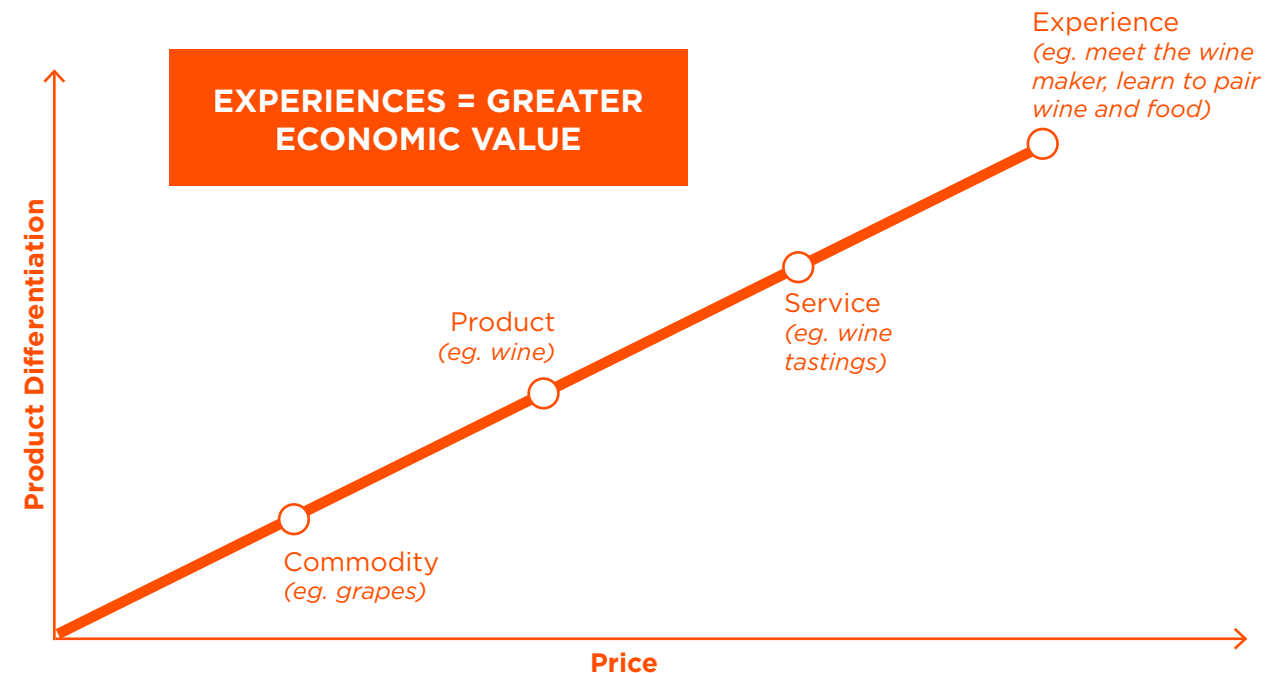 Experience
(eg. meet the wine
maker, learn to pair
wine and food)
EXPERIENCES = GREATER
ECONOMIC VALUE
Product Differentiation
Product
(eg. wine)
Service
(eg. wine
tastings)
Commodity
(eg. grapes)
Price